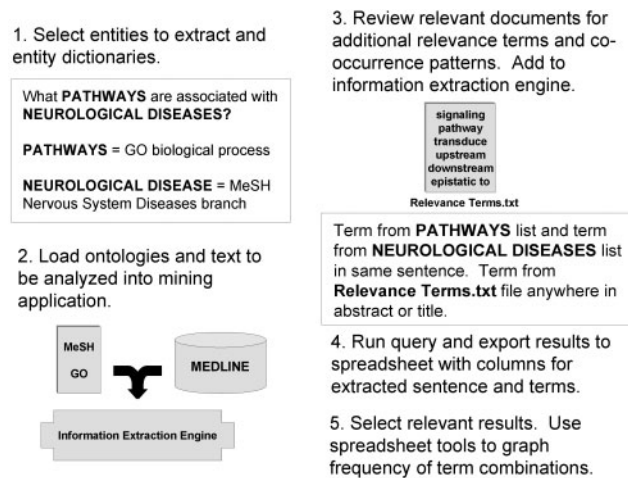 1. Select entities to extract and
entity dictionaries.
What PATHWAYS are associated with
NEUROLOGICAL DISEASES?
PATHWAYS = GO biological process
NEUROLOGICAL DISEASE = MeSH
Nervous System Diseases branch
2. Load ontologies and text to
be analyzed into mining
application.
MeSH
GO
MEDLINE
Information Extraction Engine
3. Review relevant documents for
additional relevance terms and co-
occurrence patterns. Add to
information extraction engine.
signaling
pathway
transduce
upstream
downstream
epistatic to
Relevance Terms.txt
Term from PATHWAYS list and term
from NEUROLOGICAL DISEASES list
in same sentence. Term from
Relevance Terms.txt file anywhere in
abstract or title.
4. Run query and export results to
spreadsheet with columns for
extracted sentence and terms.
5. Select relevant results. Use
spreadsheet tools to graph
frequency of term combinations.